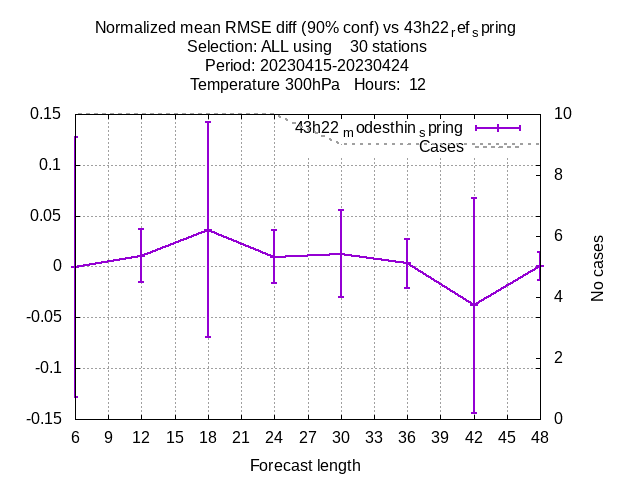 Normalized mean RMSE diff (90% conf) vs 43h22refspring
Selection: ALL using 30 stations
Period: 20230415-20230424
Temperature 300hPa Hours: 12
0.15 10
43h22modesthinspring
Cases
0.1
8
0.05
6
0
4
-0.05
2
-0.1
-0.15 0
No cases
6 9 12 15 18 21 24 27 30 33 36 39 42 45 48
Forecast length